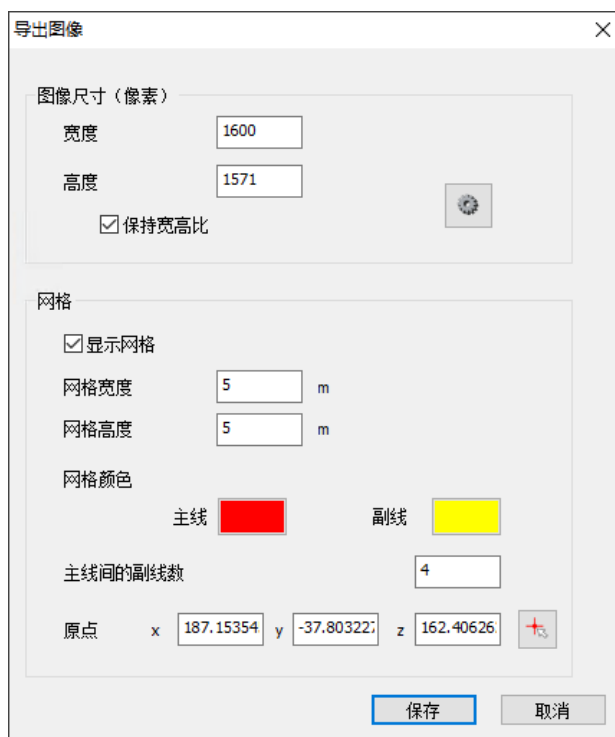 导出图像
图像尺寸（像素）
宽度 1600
高度 1571
保持宽高比
网格
显示网格
网格宽度 5 m
网格高度 5 m
网格颜色
主线 副线
主线间的副线数 4
原点 x 187.15354 y -37.803227 z 162.40626
保存 取消